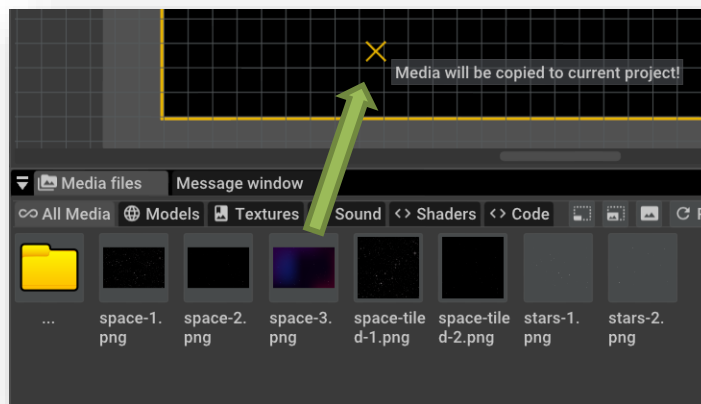 Media will be copied to current project!
Media files
Message window
All Media
Models
Textures
Sound
Shaders
Code
...
space-1.
png
space-2.
png
space-3.
png
space-tile
d-1.png
space-tile
d-2.png
stars-1.
png
stars-2.
png